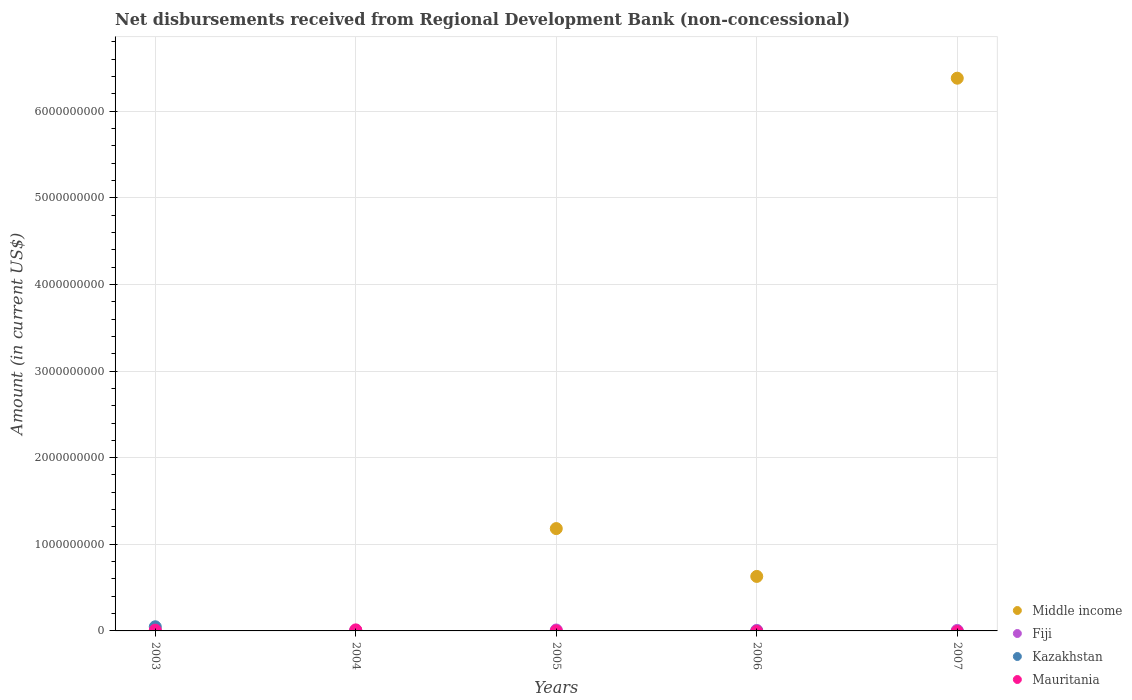 Net disbursements received from Regional Development Bank (non-concessional)
Amount (in current US$)
6000000000
5000000000
4000000000
3000000000
2000000000
1000000000
0
Middle income
Fiji
Kazakhstan
Mauritania
2003
2004
2005
2006
2007
Years